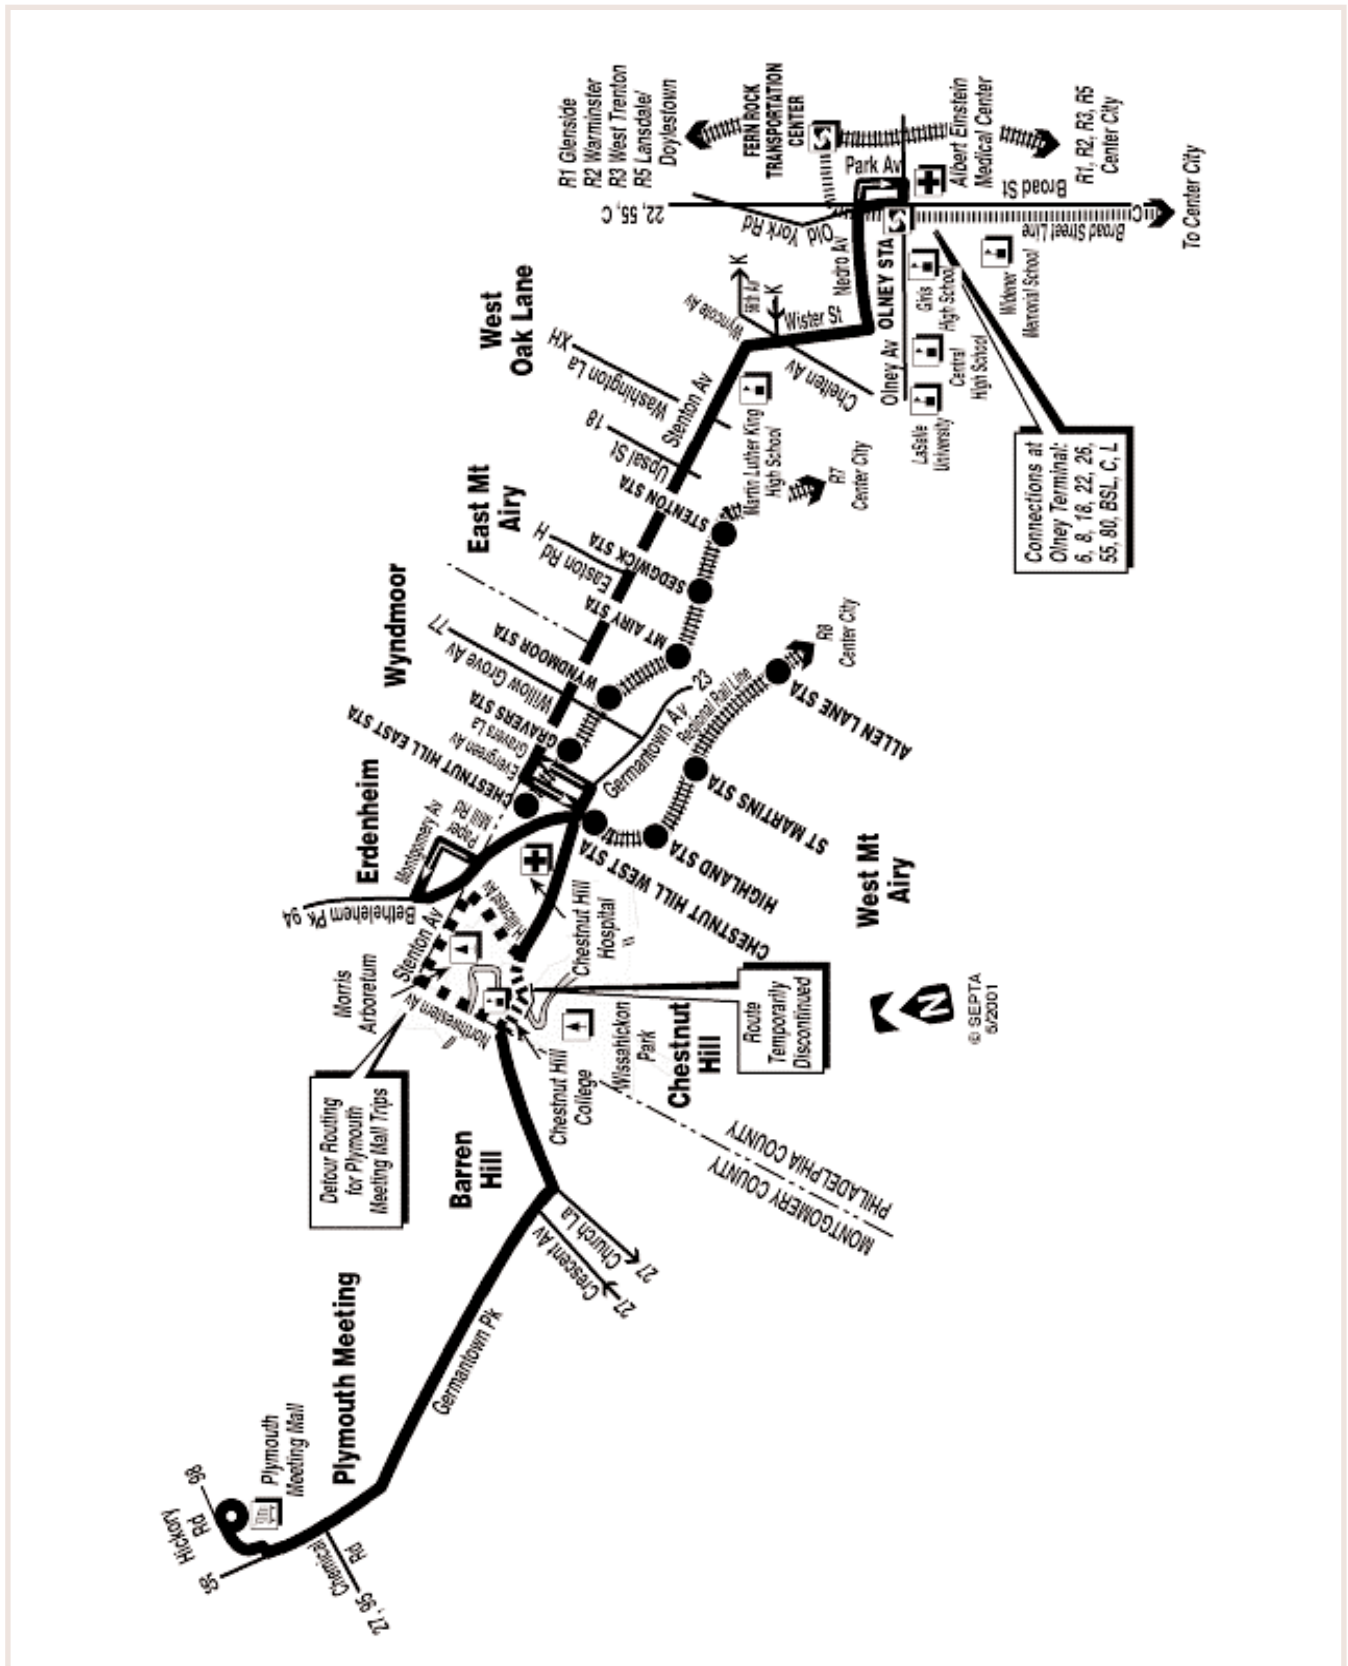 Plymouth
Meeting Mall
Hickory
Rd
98
98
Chemical
Rd
27, 95
Plymouth Meeting
Germantown Pk
Crescent Av
27
Church La
27
Barren
Hill
Detour Routing
for Plymouth
Meeting Mall Trips
MONTGOMERY COUNTY
PHILADELPHIA COUNTY
Morris
Arboretum
Northwestern Av
Stenton Av
Hillcrest Av
Chestnut Hill
College
Wissahickon
Park
Chestnut
Hill
Route
Temporarily
Discontinued
Chestnut Hill
Hospital
Bethelehem Pk
94
Erdenheim
Montgomery Av
Paper
Mill Rd
CHESTNUT HILL EAST STA
Evergreen Av
Gravers La
GRAVERS STA
Wyndmoor
WYNDMOOR STA
Willow Grove Av
77
MT AIRY STA
SEDGWICK STA
STENTON STA
CHESTNUT HILL WEST STA
HIGHLAND STA
ST MARTINS STA
ALLEN LANE STA
West Mt
Airy
Germantown Av
23
Regional Rail Line
R8
Center City
R7
Center City
East Mt
Airy
Easton Rd
H
Upsal St
18
Washington La
XH
West
Oak Lane
Stenton Av
Martin Luther King
High School
Wyncote Av
K
K
Chelten Av
Wister St
Nedro Av
Old
York Rd
22, 55, C
OLNEY STA
Olney Av
LaSalle
University
Central
High School
Girls
High School
Widener
Memorial School
Park Av
FERN ROCK
TRANSPORTATION
CENTER
R1 Glenside
R2 Warminster
R3 West Trenton
R5 Lansdale/
Doylestown
Albert Einstein
Medical Center
Broad St
Broad Street Line
C
R1, R2, R3, R5
Center City
To Center City
Connections at
Olney Terminal:
6, 8, 18, 22, 26,
55, 80, BSL, C, L
N
© SEPTA
5/2001